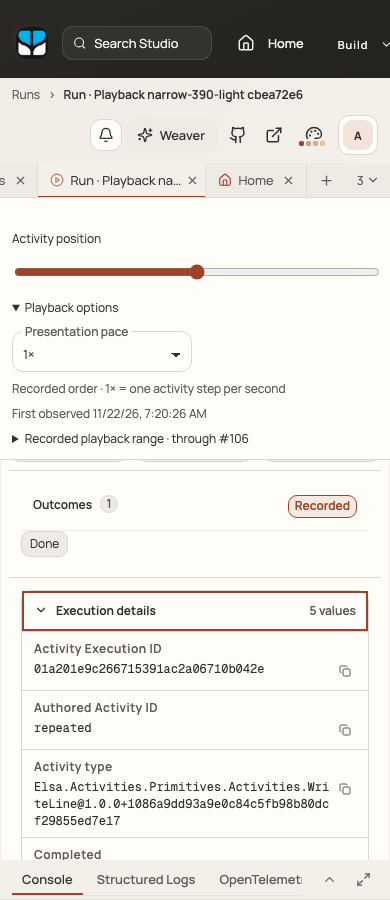 Search Studio
Home
Build
Runs > Run · Playback narrow-390-light cbea72e6
Weaver
A
s
Run · Playback na...
Home
3
Activity position
Playback options
Presentation pace
1×
Recorded order · 1× = one activity step per second
First observed 11/22/26, 7:20:26 AM
Recorded playback range · through #106
Outcomes 1
Recorded
Done
Execution details
5 values
Activity Execution ID
01a201e9c266715391ac2a06710b042e
Authored Activity ID
repeated
Activity type
Elsa.Activities.Primitives.Activities.Wri
teLine@1.0.0+1086a9dd93a9e0c84c5fb98b80dc
f29855ed7e17
Completed
Console
Structured Logs
OpenTelemet